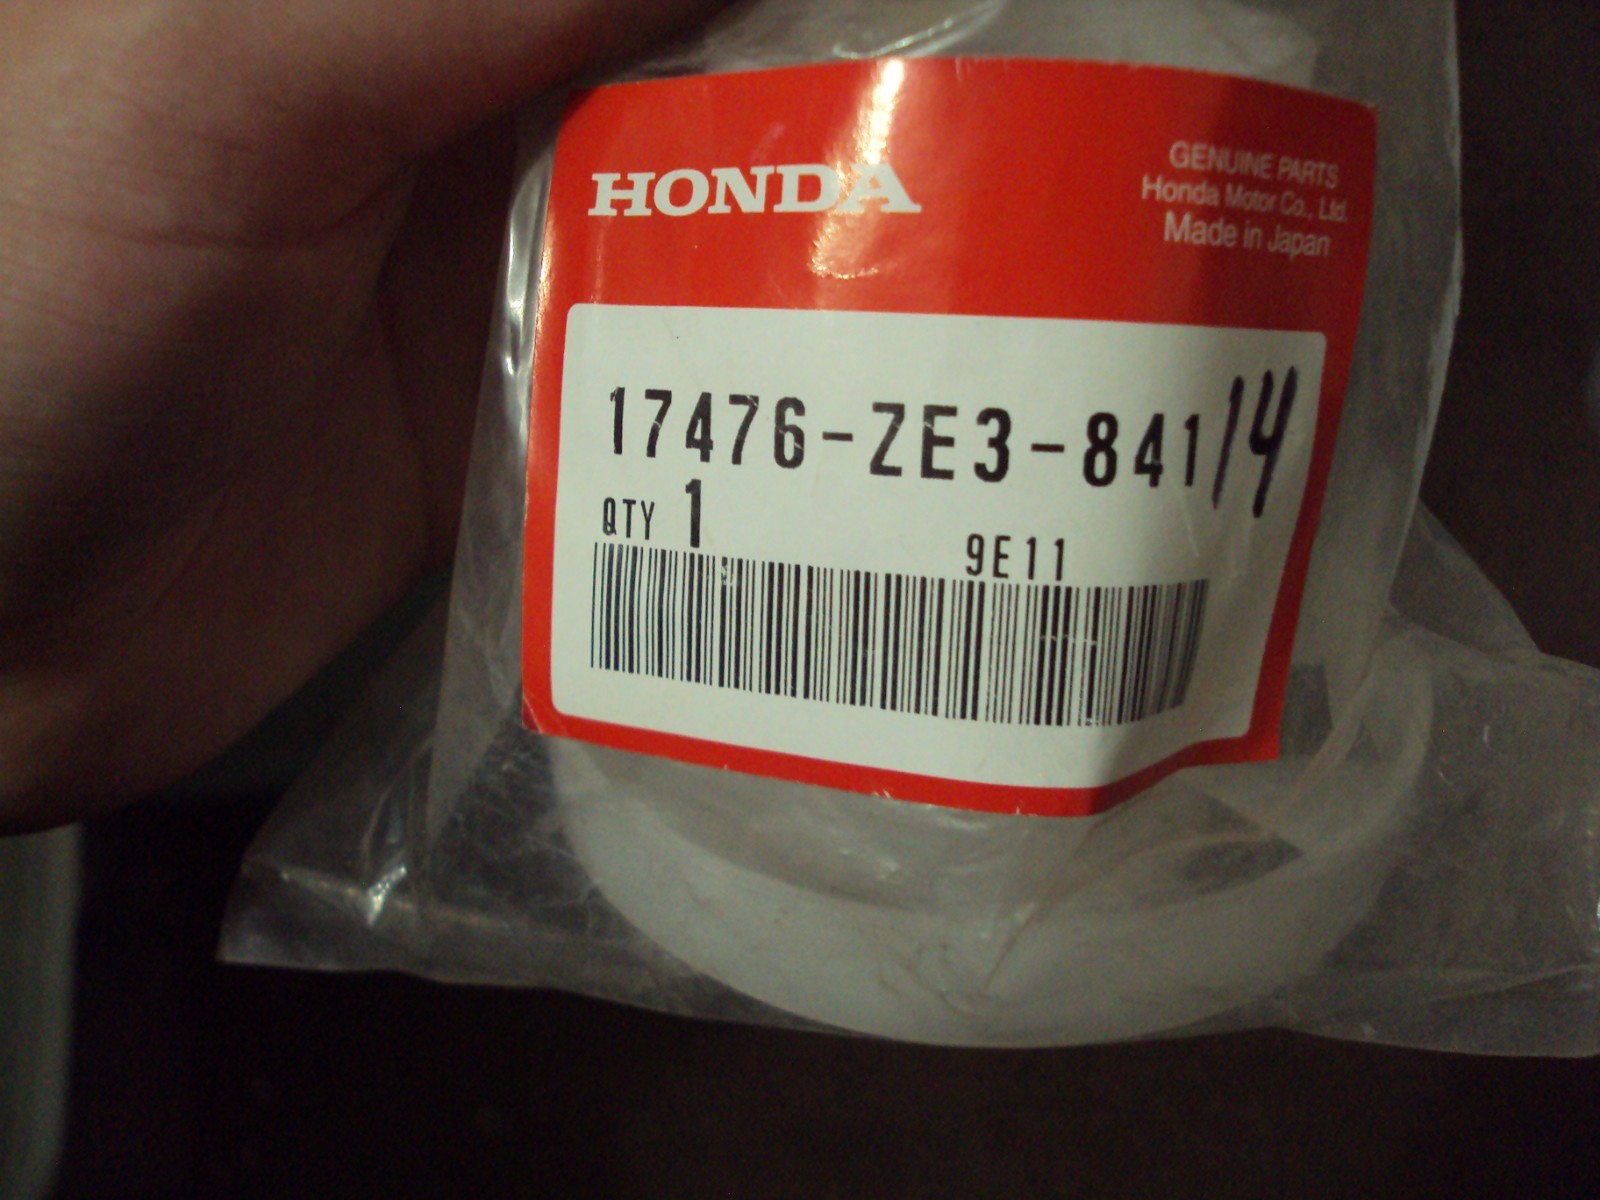 HONDA
GENUINE PARTS
Honda Motor Co., Ltd.
Made in Japan
17476-ZE3-841 14
QTY 1
9E11